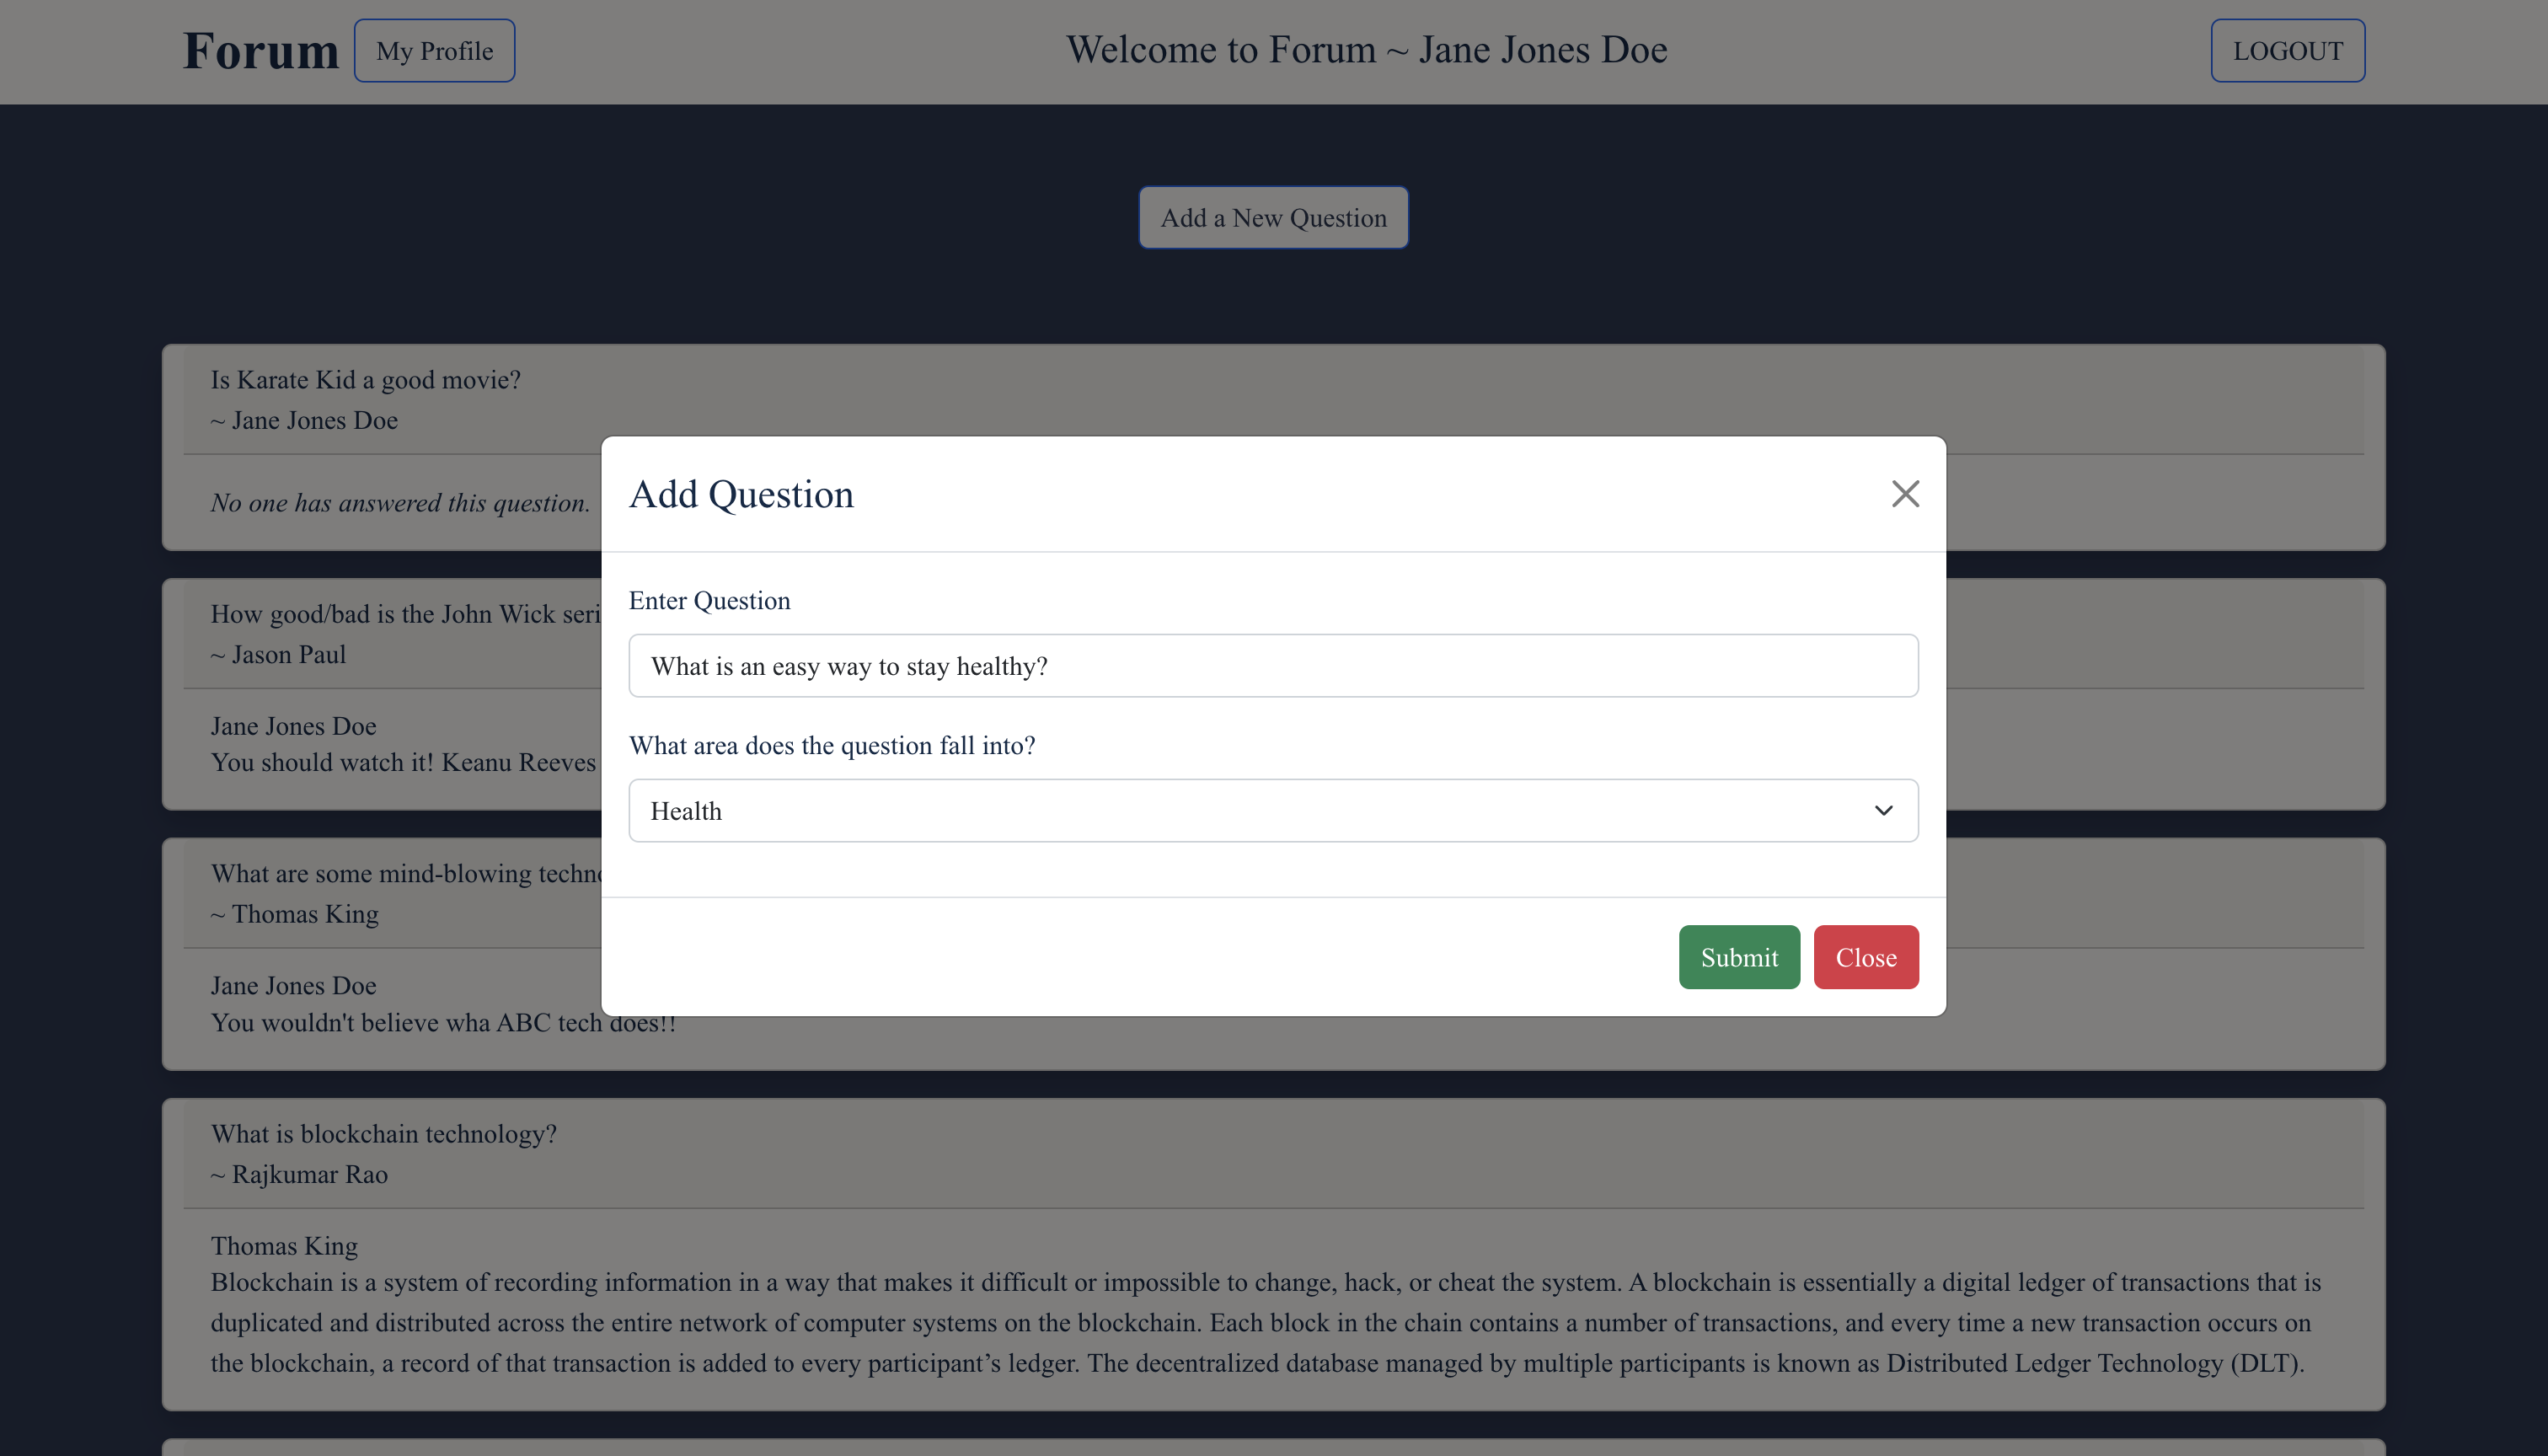 Forum
My Profile
Welcome to Forum ~ Jane Jones Doe
LOGOUT
Add a New Question
Is Karate Kid a good movie?
~ Jane Jones Doe
No one has answered this question.
Add Question
Enter Question
What is an easy way to stay healthy?
What area does the question fall into?
Health
Submit
Close
How good/bad is the John Wick
~ Jason Paul
Jane Jones Doe
You should watch it! Keanu Reeves
What are some mind-blowing
~ Thomas King
Jane Jones Doe
You wouldn't believe wha ABC tech does!!
What is blockchain technology?
~ Rajkumar Rao
Thomas King
Blockchain is a system of recording information in a way that makes it difficult or impossible to change, hack, or cheat the system. A blockchain is essentially a digital ledger of transactions that is
duplicated and distributed across the entire network of computer systems on the blockchain. Each block in the chain contains a number of transactions, and every time a new transaction occurs on
the blockchain, a record of that transaction is added to every participant’s ledger. The decentralized database managed by multiple participants is known as Distributed Ledger Technology (DLT).